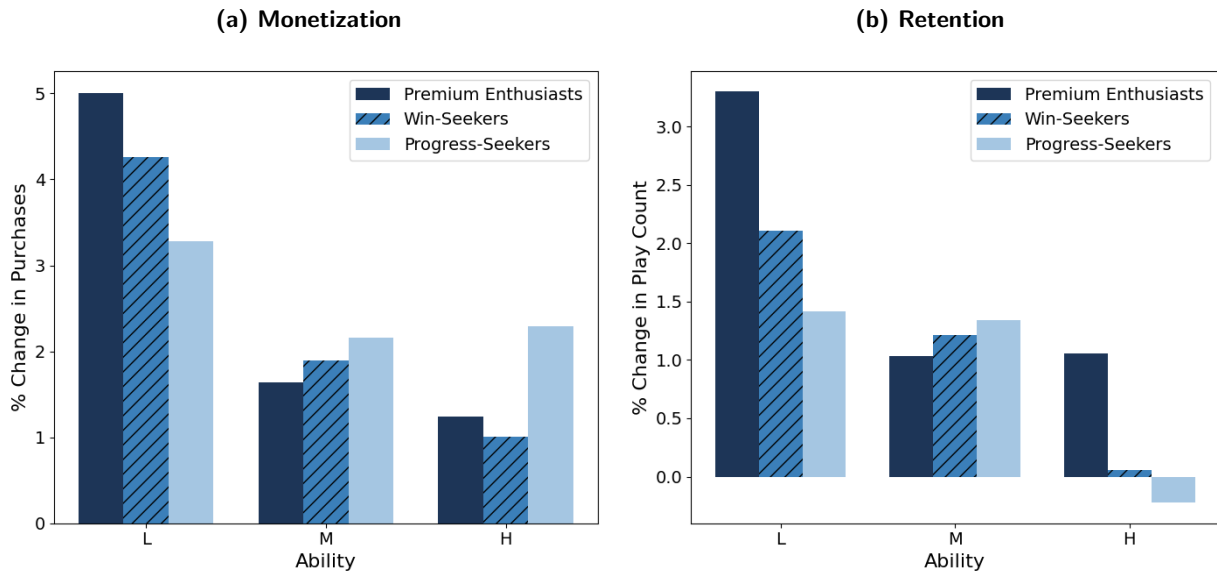 (a) Monetization
% Change in Purchases
5
4
3
2
1
0
Premium Enthusiasts
Win-Seekers
Progress-Seekers
L M H
Ability
(b) Retention
% Change in Play Count
3.0
2.5
2.0
1.5
1.0
0.5
0.0
Premium Enthusiasts
Win-Seekers
Progress-Seekers
L M H
Ability